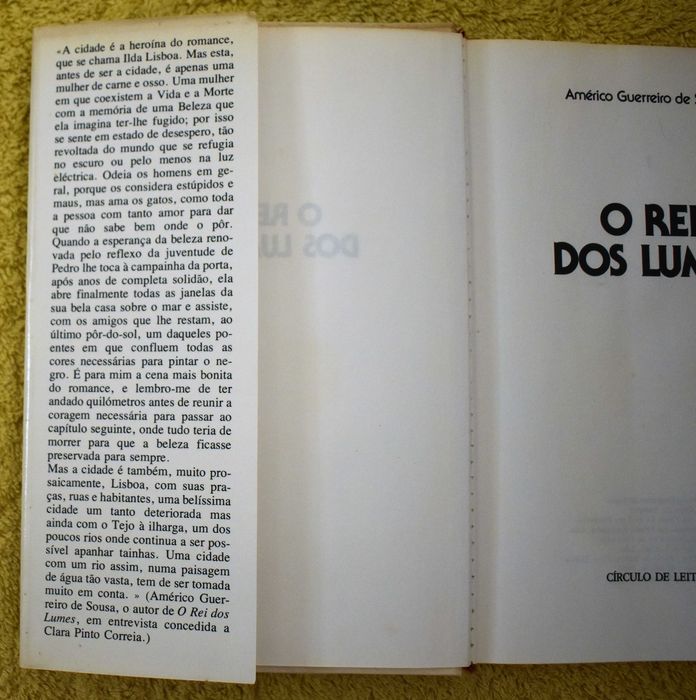 «A cidade é a heroína do romance,
que se chama Ilda Lisboa. Mas esta,
antes de ser a cidade, é apenas uma
mulher de carne e osso. Uma mulher
em que coexistem a Vida e a Morte
com a memória de uma Beleza que
ela imagina ter-lhe fugido; por isso
se sente em estado de desespero, tão
revoltada do mundo que se refugia
no escuro ou pelo menos na luz
eléctrica. Odeia os homens em ge-
ral, porque os considera estúpidos e
maus, mas ama os gatos, como toda
a pessoa com tanto amor para dar
que não sabe bem onde o pôr.
Quando a esperança da beleza reno-
vada pelo reflexo da juventude de
Pedro lhe toca à campainha da porta,
após anos de completa solidão, ela
abre finalmente todas as janelas da
sua bela casa sobre o mar e assiste,
com os amigos que lhe restam, ao
último pôr-do-sol, um daqueles po-
entes em que confluem todas as
cores necessárias para pintar o ne-
gro. É para mim a cena mais bonita
do romance, e lembro-me de ter
andado quilómetros antes de reunir a
coragem necessária para passar ao
capítulo seguinte, onde tudo teria de
morrer para que a beleza ficasse
preservada para sempre.
Mas a cidade é também, muito pro-
saicamente, Lisboa, com suas pra-
ças, ruas e habitantes, uma belíssima
cidade um tanto deteriorada mas
ainda com o Tejo à ilharga, um dos
poucos rios onde continua a ser pos-
sível apanhar tainhas. Uma cidade
com um rio assim, numa paisagem
de água tão vasta, tem de ser tomada
muito em conta. » (Américo Guer-
reiro de Sousa, o autor de O Rei dos
Lumes, em entrevista concedida a
Clara Pinto Correia.)
Américo Guerreiro de S
O REI
DOS LUM
CÍRCULO DE LEIT